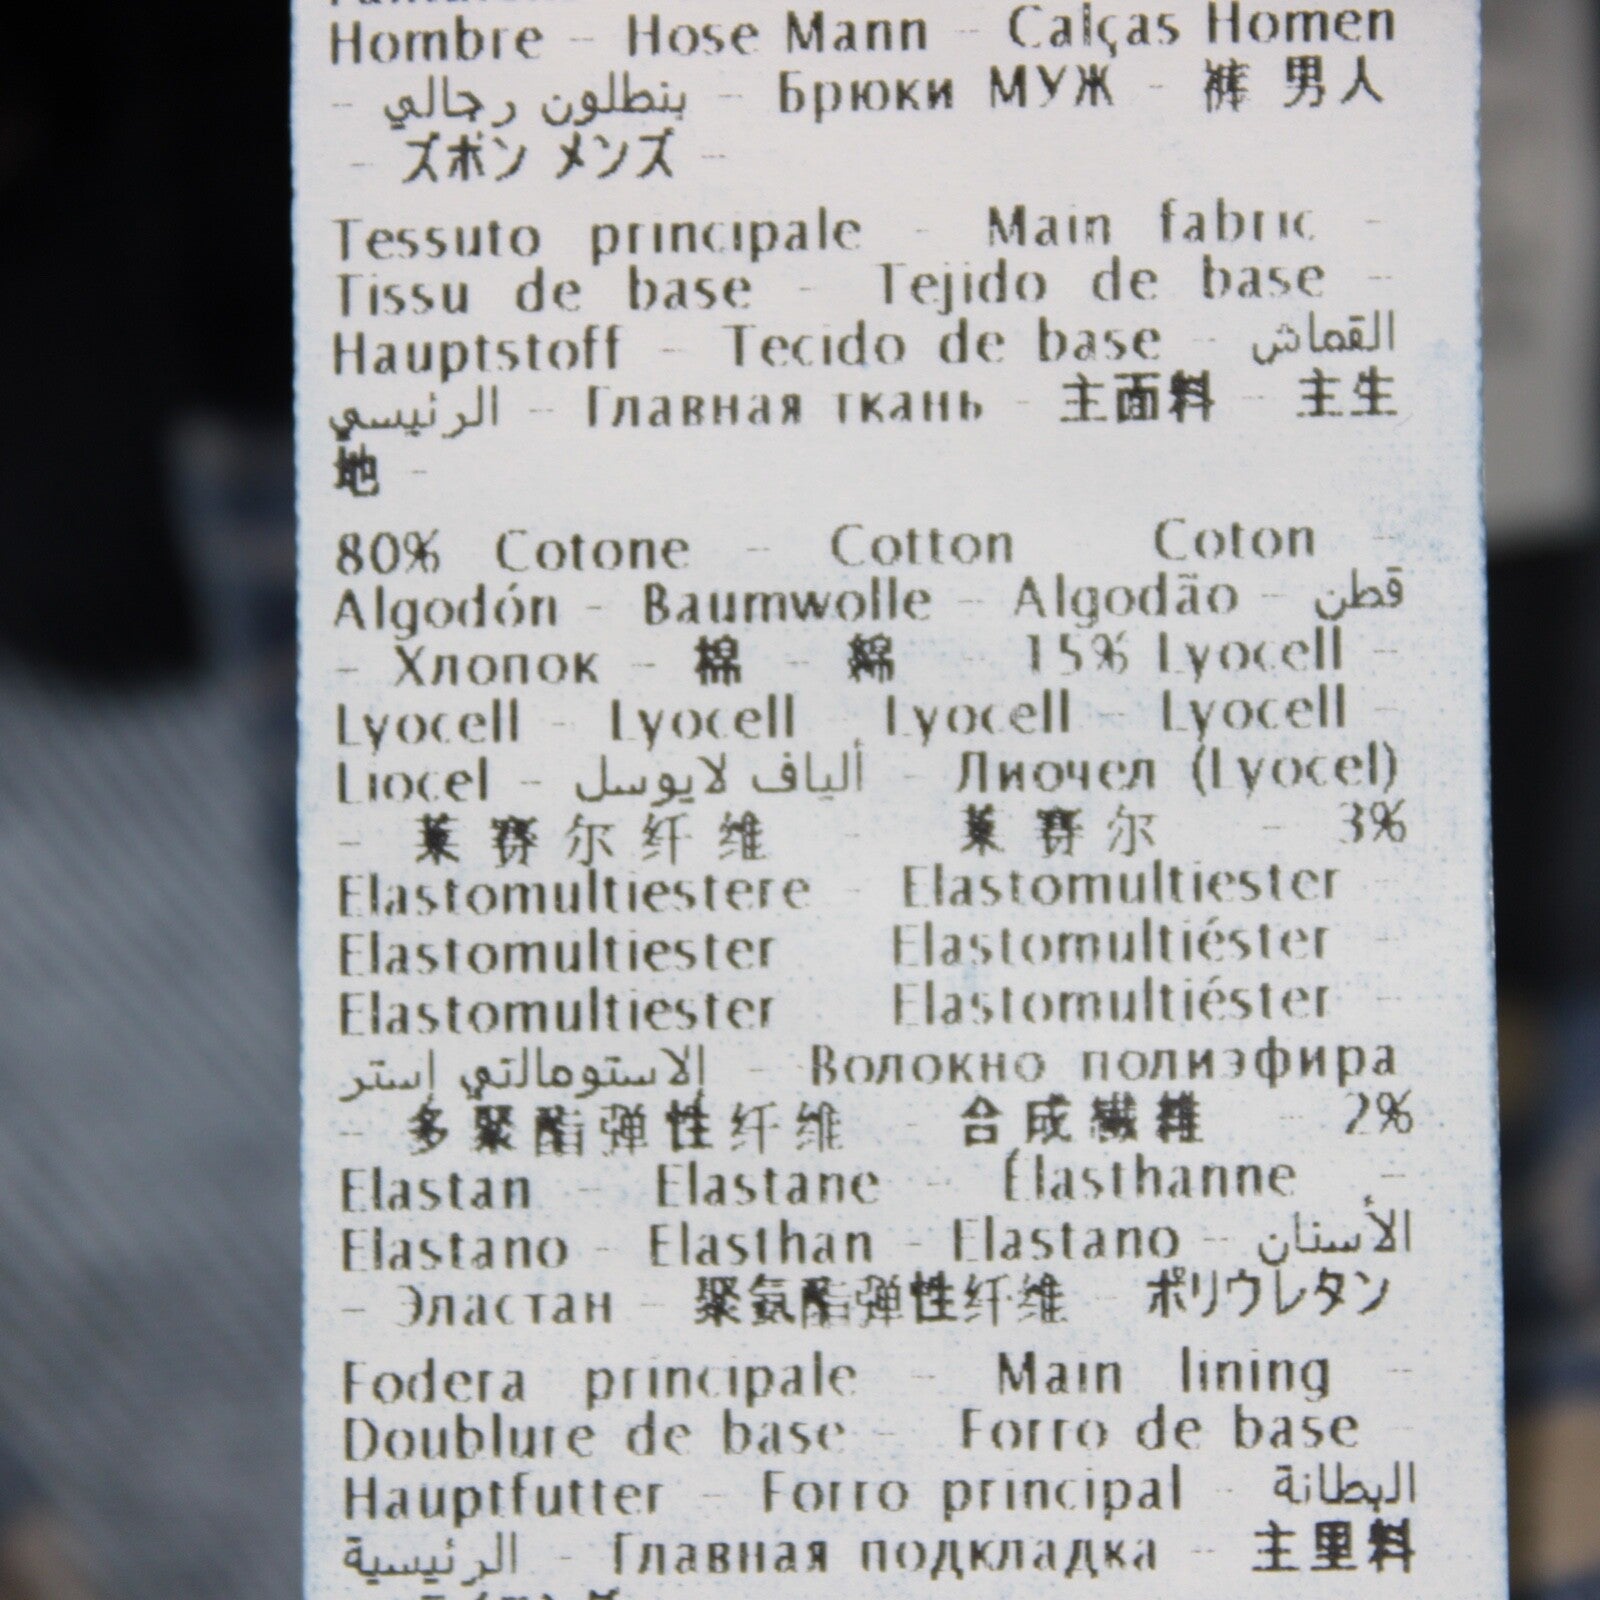 Hombre - Hose Mann - Calças Homen
- بنطلون رجالي - Брюки МУЖ - 裤 男人
- ズボン メンズ -
Tessuto principale - Main fabric -
Tissu de base - Tejido de base -
Hauptstoff - Tecido de base - القماش
الرئيسي - Главная ткань - 主面料 - 主生
地 -
80% Cotone - Cotton - Coton -
Algodón - Baumwolle - Algodão - قطن
- Хлопок - 棉 - 綿 - 15% Lyocell -
Lyocell - Lyocell - Lyocell - Lyocell -
Liocel - ألياف لايوسل - Лиочел (Lyocel)
- 莱赛尔纤维 - 莱赛尔 - 3%
Elastomultiestere - Elastomultiester -
Elastomultiester - Elastomultiéster -
Elastomultiester - Elastomultiéster -
إلاستومالتي إستر - Волокно полиэфира
- 多聚酯弹性纤维 - 合成繊維 - 2%
Elastan - Elastane - Élasthanne -
Elastano - Elasthan - Elastano - الأسنان
- Эластан - 聚氨酯弹性纤维 - ポリウレタン
Fodera principale - Main lining -
Doublure de base - Forro de base -
Hauptfutter - Forro principal - البطانة
الرئيسية - Главная подкладка - 主里料